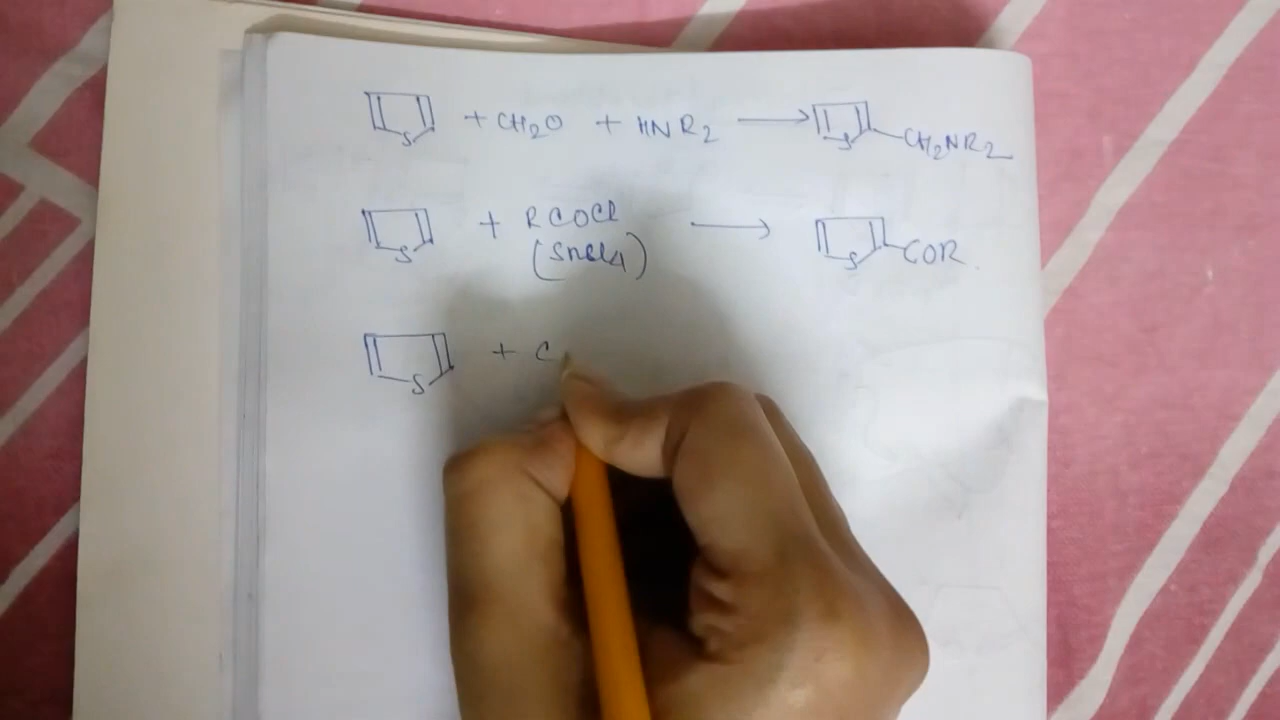 S + CH2O + HNR2 → S CH2NR2
S + RCOCl → S COR
(SnCl4)
S + C